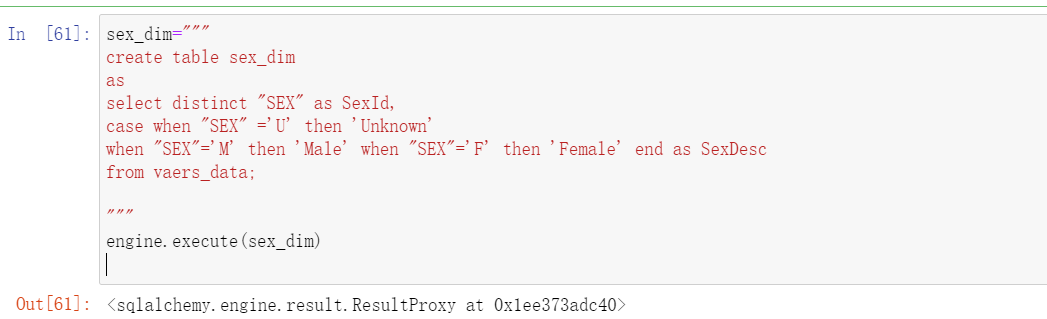 In [61]: sex_dim="""
create table sex_dim
as
select distinct "SEX" as SexId,
case when "SEX" ='U' then 'Unknown'
when "SEX"='M' then 'Male' when "SEX"='F' then 'Female' end as SexDesc
from vaers_data;
"""
engine.execute(sex_dim)
Out[61]: <sqlalchemy.engine.result.ResultProxy at 0x1ee373adc40>